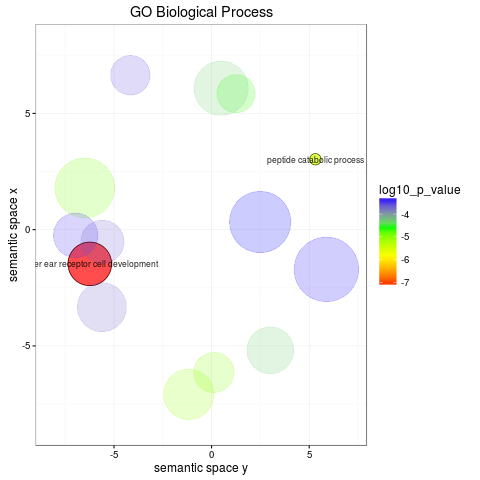 GO Biological Process
5
0
-5
semantic space x
peptide catabolic process
er ear receptor cell development
-5
0
5
semantic space y
log10_p_value
-4
-5
-6
-7